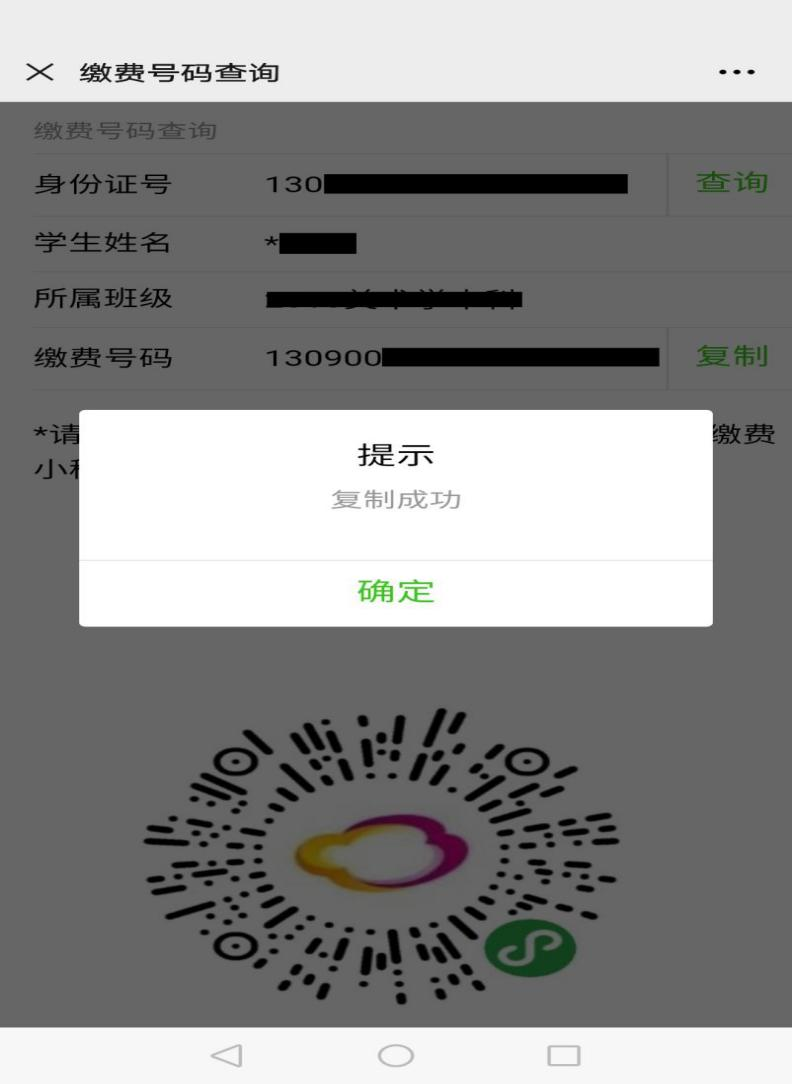 缴费号码查询
缴费号码查询
身份证号 130 查询
学生姓名 *
所属班级
缴费号码 130900 复制
*请 缴费
小
提示
复制成功
确定